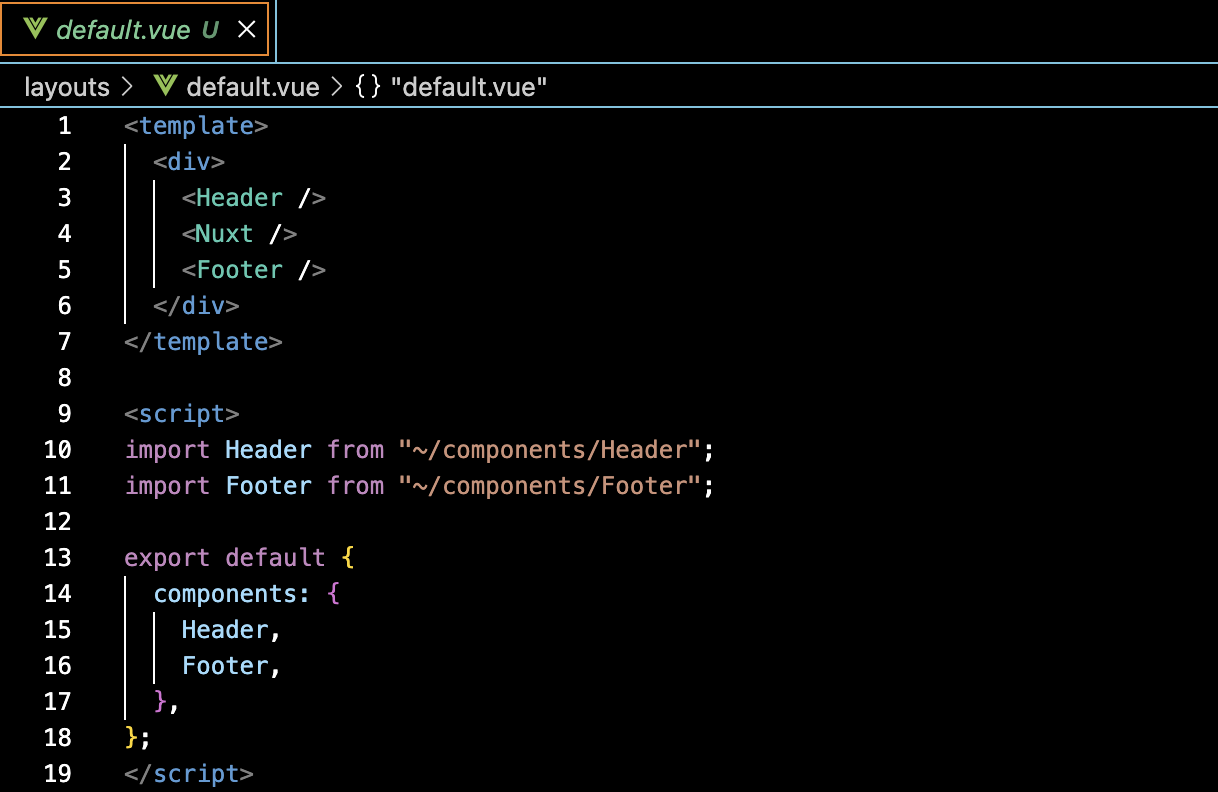 default.vue U ×
layouts > default.vue > {} "default.vue"
1 <template>
2   <div>
3     <Header />
4     <Nuxt />
5     <Footer />
6   </div>
7 </template>
8
9 <script>
10 import Header from "~/components/Header";
11 import Footer from "~/components/Footer";
12
13 export default {
14   components: {
15     Header,
16     Footer,
17   },
18 };
19 </script>